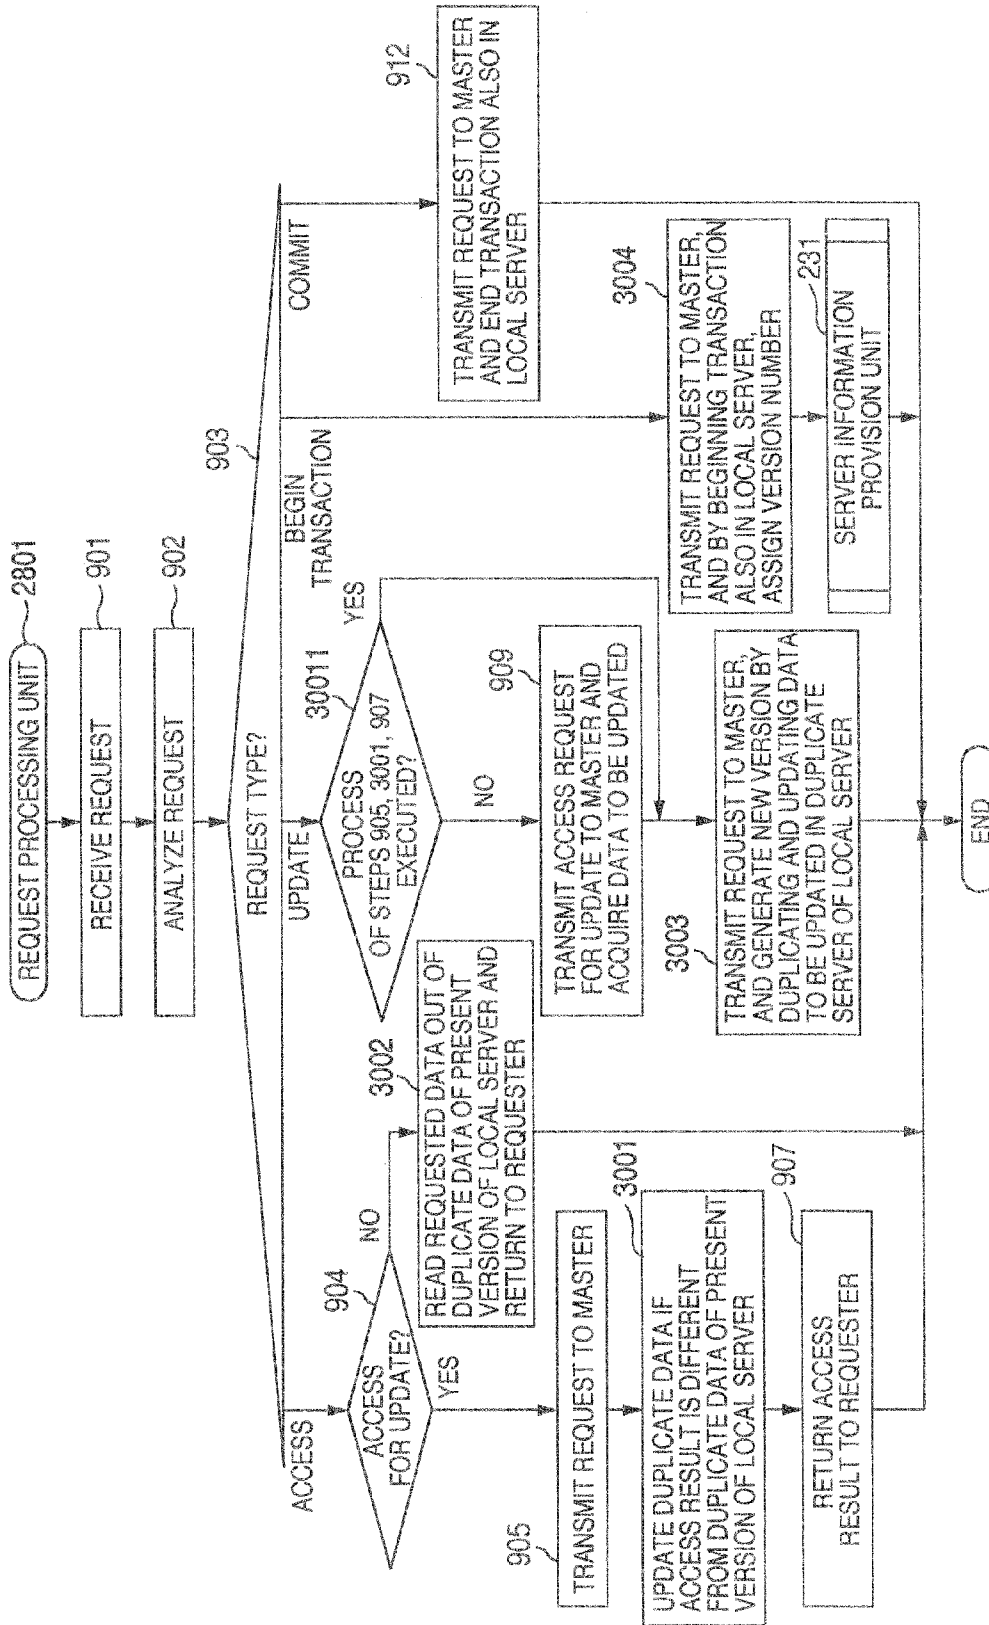 REQUEST PROCESSING UNIT
2801
RECEIVE REQUEST
901
ANALYZE REQUEST
902
REQUEST TYPE?
903
ACCESS
UPDATE
BEGIN
TRANSACTION
COMMIT
ACCESS
FOR UPDATE?
904
NO
YES
READ REQUESTED DATA OUT OF
DUPLICATE DATA OF PRESENT
VERSION OF LOCAL SERVER AND
RETURN TO REQUESTER
3002
TRANSMIT REQUEST TO MASTER
905
UPDATE DUPLICATE DATA IF
ACCESS RESULT IS DIFFERENT
FROM DUPLICATE DATA OF PRESENT
VERSION OF LOCAL SERVER
3001
RETURN ACCESS
RESULT TO REQUESTER
907
PROCESS
OF STEPS 905, 3001, 907
EXECUTED?
30011
YES
NO
TRANSMIT ACCESS REQUEST
FOR UPDATE TO MASTER AND
ACQUIRE DATA TO BE UPDATED
909
TRANSMIT REQUEST TO MASTER,
AND GENERATE NEW VERSION BY
DUPLICATING AND UPDATING DATA
TO BE UPDATED IN DUPLICATE
SERVER OF LOCAL SERVER
3003
TRANSMIT REQUEST TO MASTER,
AND BY BEGINNING TRANSACTION
ALSO IN LOCAL SERVER,
ASSIGN VERSION NUMBER
3004
SERVER INFORMATION
PROVISION UNIT
231
TRANSMIT REQUEST TO MASTER
AND END TRANSACTION ALSO IN
LOCAL SERVER
912
END